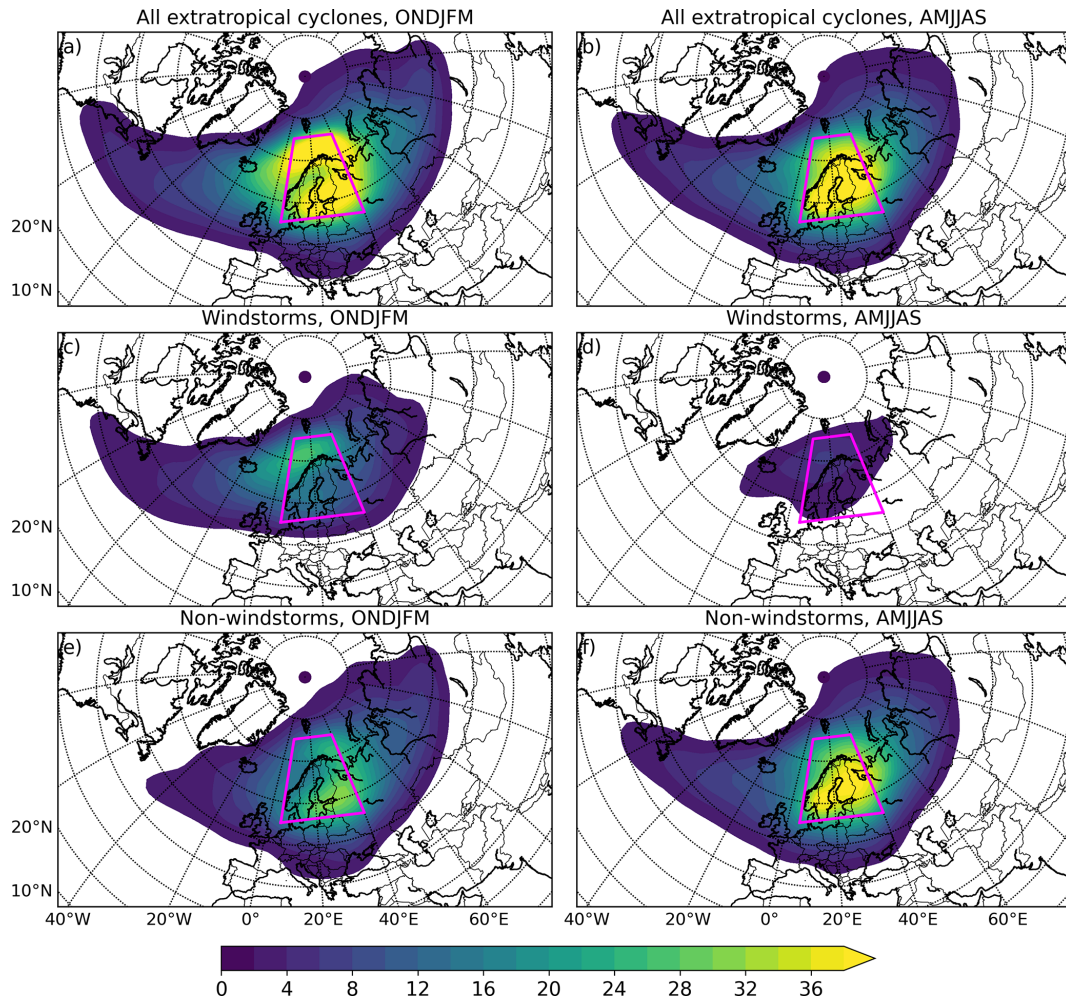 All extratropical cyclones, ONDJFM
All extratropical cyclones, AMJJAS
a)
b)
20°N
10°N
Windstorms, ONDJFM
Windstorms, AMJJAS
c)
d)
20°N
10°N
Non-windstorms, ONDJFM
Non-windstorms, AMJJAS
e)
f)
20°N
10°N
40°W 20°W 0° 20°E 40°E 60°E
0° 20°E 40°E 60°E
0 4 8 12 16 20 24 28 32 36